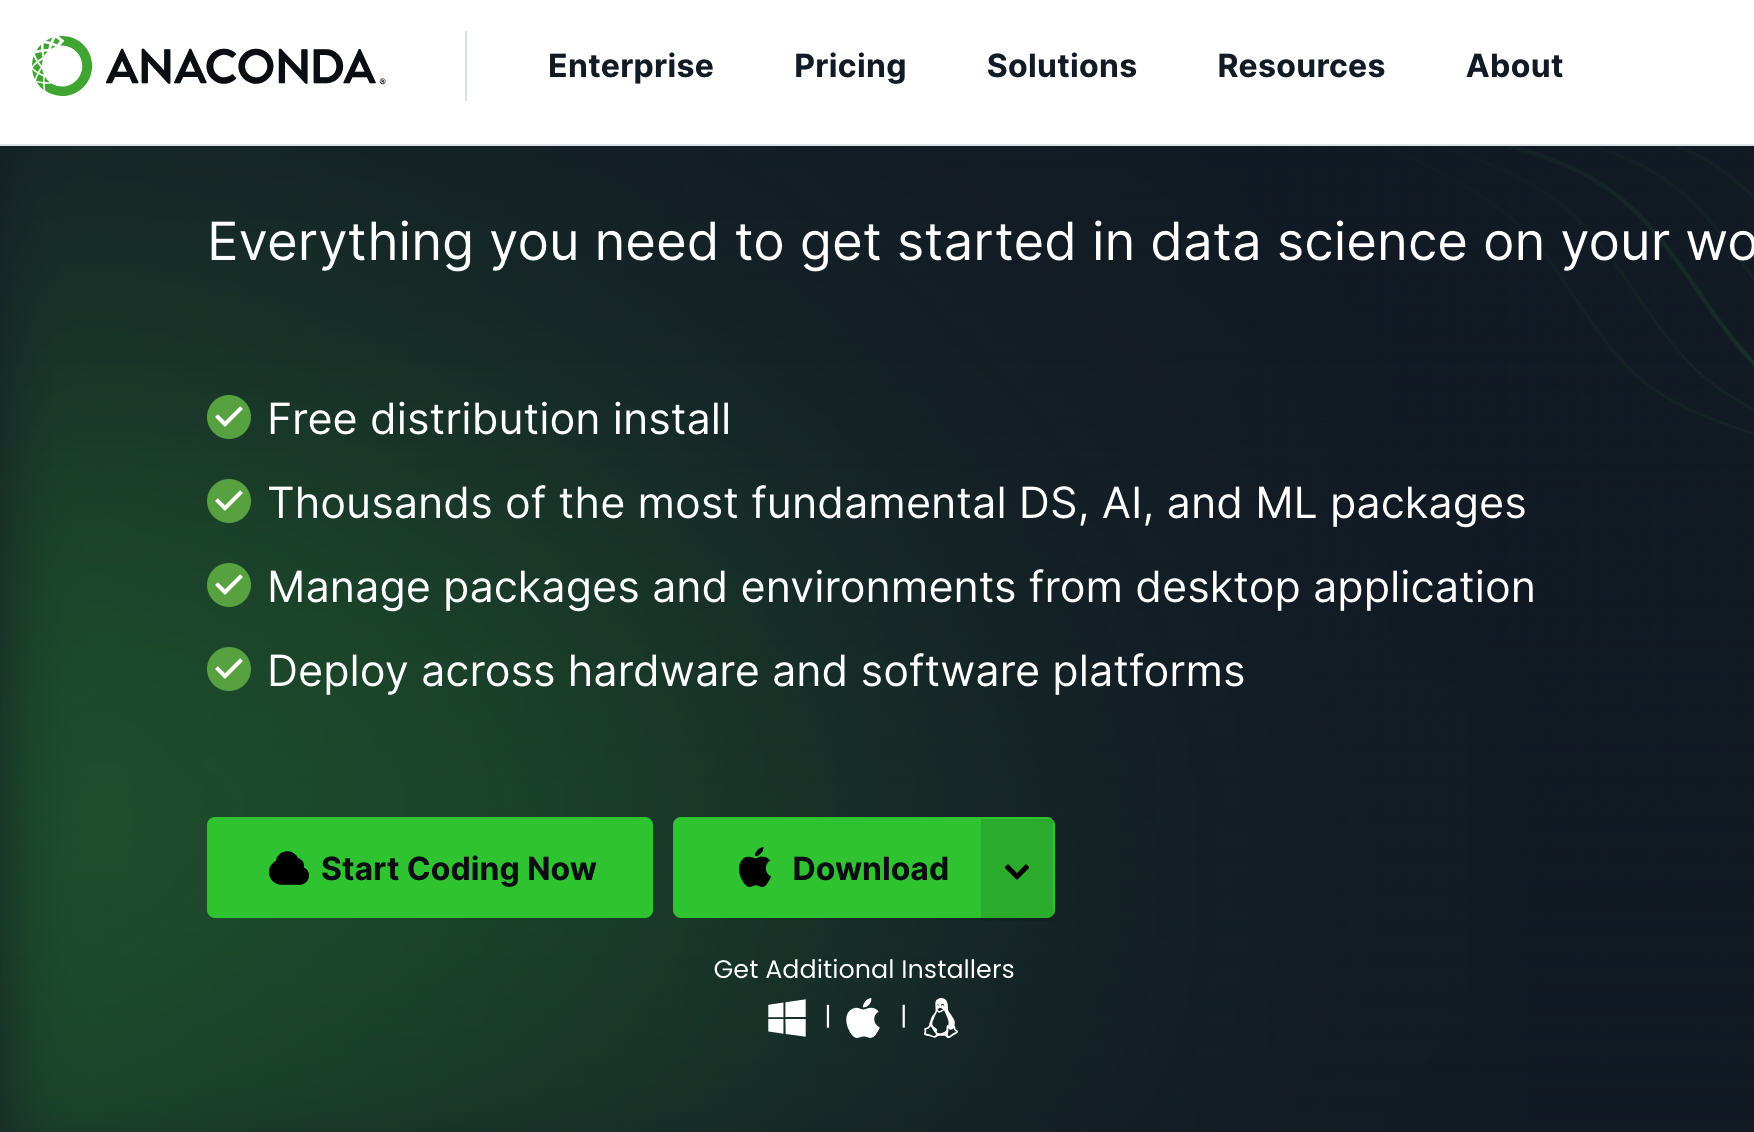 ANACONDA.®
Enterprise
Pricing
Solutions
Resources
About
Everything you need to get started in data science on your
Free distribution install
Thousands of the most fundamental DS, AI, and ML packages
Manage packages and environments from desktop application
Deploy across hardware and software platforms
Start Coding Now
Download
Get Additional Installers